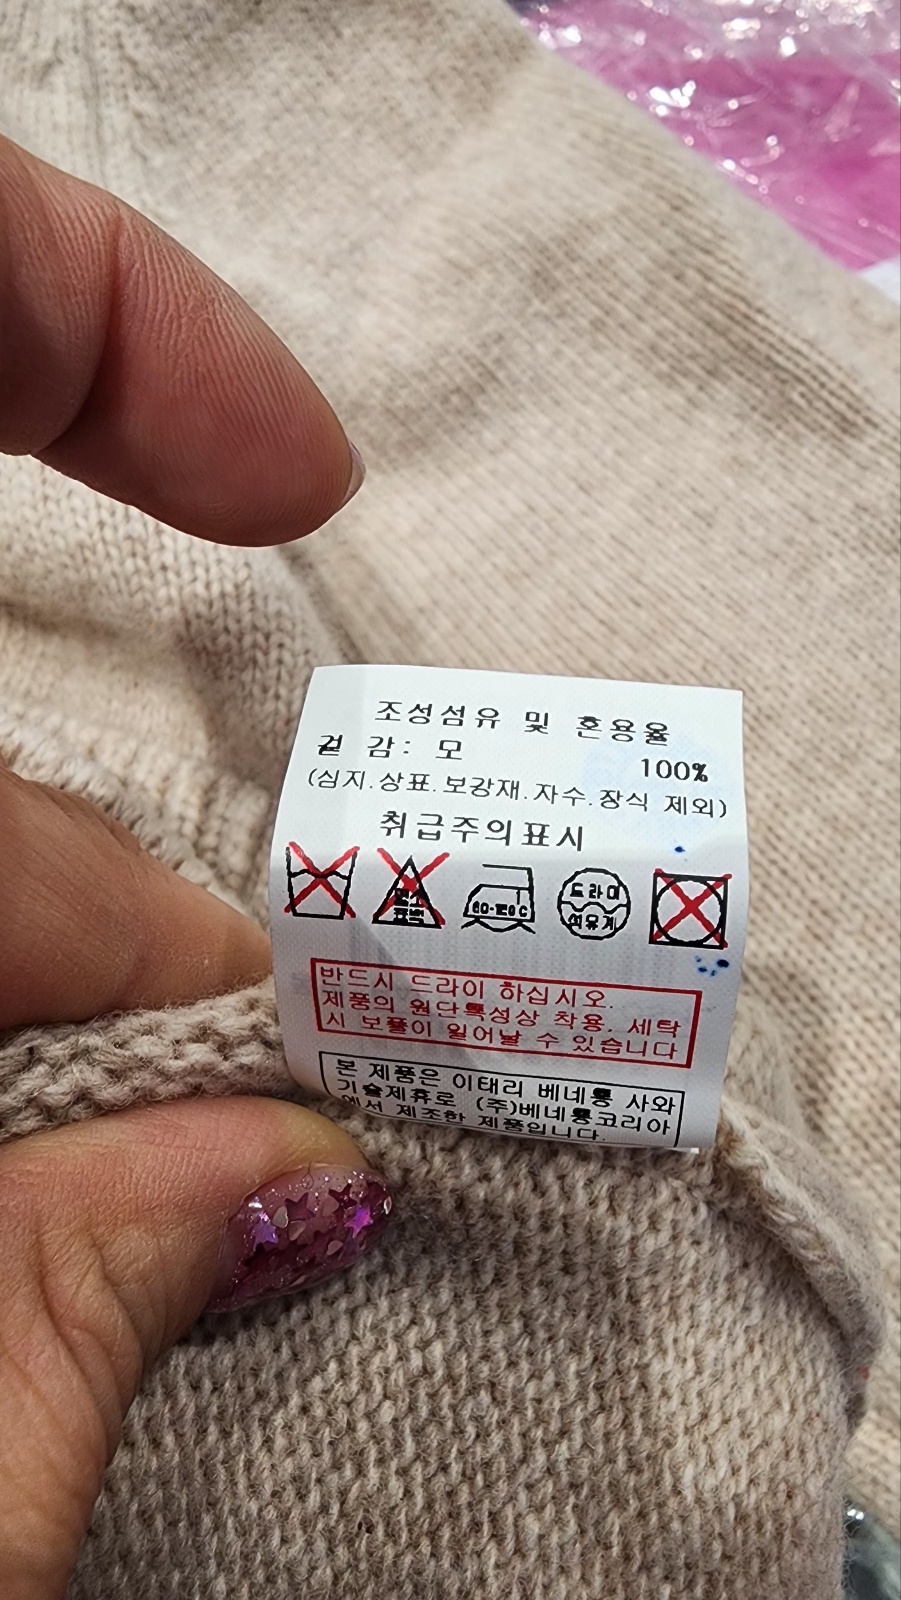 조성섬유 및 혼용율
겉 감: 모 100%
(심지.상표.보강재.자수.장식 제외)
취급주의표시
염소
표백
드라이
석유계
반드시 드라이 하십시오.
제품의 원단특성상 착용, 세탁
시 보풀이 일어날 수 있습니다
본 제품은 이태리 베네통 사와
기술제휴로 (주)베네통코리아
에서 제조한 제품입니다.